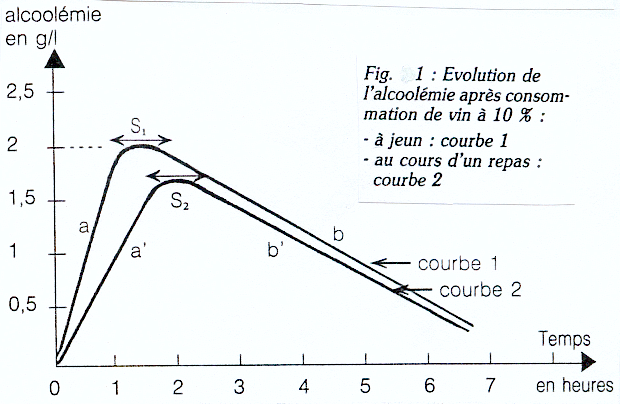 alcoolémie
en g/l
2,5
2
1,5
1
0,5
S₁
S₂
a
a'
b
b'
Fig. 1 : Evolution de
l'alcoolémie après consom-
mation de vin à 10 % :
- à jeun : courbe 1
- au cours d'un repas :
courbe 2
courbe 1
courbe 2
Temps
en heures
0 1 2 3 4 5 6 7